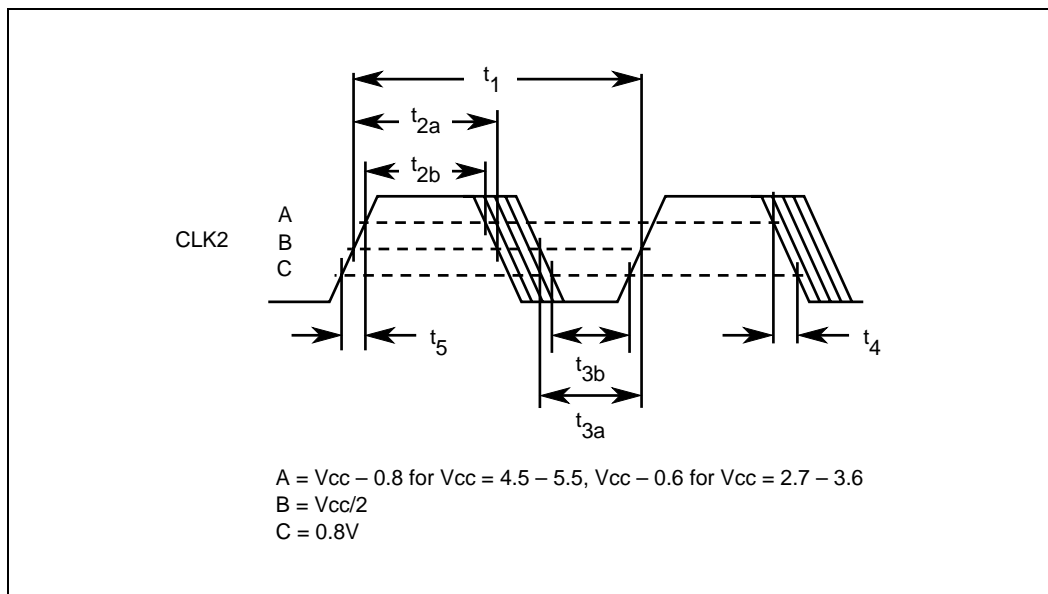 t1
t2a
t2b
A
CLK2 B
C
t5
t4
t3b
t3a
A = Vcc – 0.8 for Vcc = 4.5 – 5.5, Vcc – 0.6 for Vcc = 2.7 – 3.6
B = Vcc/2
C = 0.8V